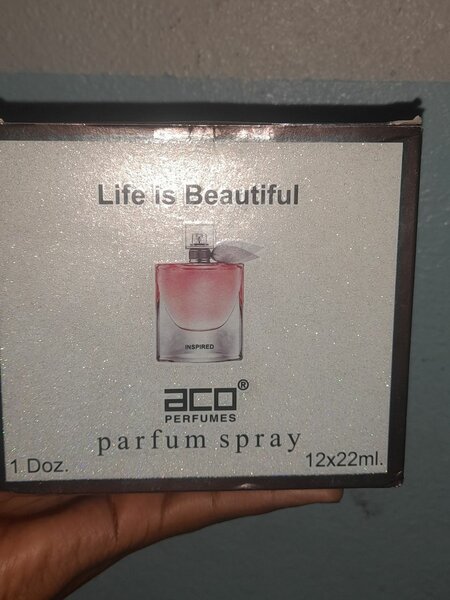 Life is Beautiful
INSPIRED
aco®
PERFUMES
parfum spray
1 Doz.
12x22ml.